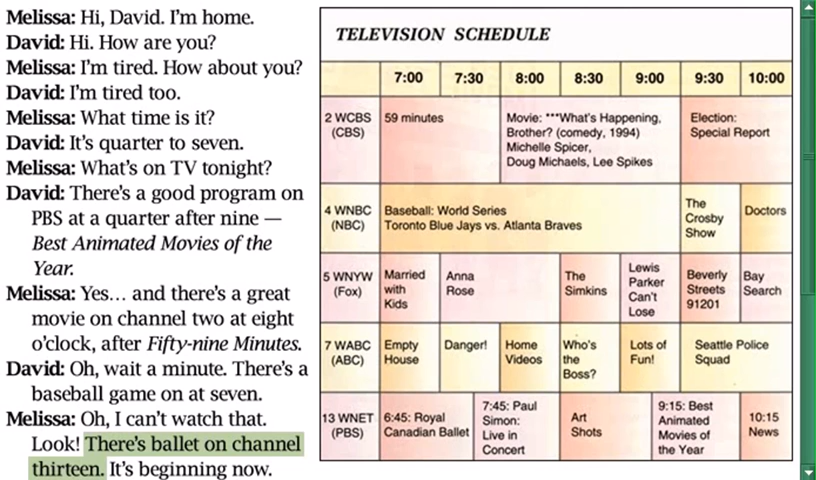 Melissa: Hi, David. I'm home.
David: Hi. How are you?
Melissa: I'm tired. How about you?
David: I'm tired too.
Melissa: What time is it?
David: It's quarter to seven.
Melissa: What's on TV tonight?
David: There's a good program on
PBS at a quarter after nine —
Best Animated Movies of the
Year.
Melissa: Yes... and there's a great
movie on channel two at eight
o'clock, after Fifty-nine Minutes.
David: Oh, wait a minute. There's a
baseball game on at seven.
Melissa: Oh, I can't watch that.
Look! There's ballet on channel
thirteen. It's beginning now.
TELEVISION SCHEDULE
7:00 7:30 8:00 8:30 9:00 9:30 10:00
2 WCBS
(CBS)
59 minutes
Movie: ***What's Happening,
Brother? (comedy, 1994)
Michelle Spicer,
Doug Michaels, Lee Spikes
Election:
Special Report
4 WNBC
(NBC)
Baseball: World Series
Toronto Blue Jays vs. Atlanta Braves
The
Crosby
Show
Doctors
5 WNYW
(Fox)
Married
with
Kids
Anna
Rose
The
Simkins
Lewis
Parker
Can't
Lose
Beverly
Streets
91201
Bay
Search
7 WABC
(ABC)
Empty
House
Danger!
Home
Videos
Who's
the
Boss?
Lots of
Fun!
Seattle Police
Squad
13 WNET
(PBS)
6:45: Royal
Canadian Ballet
7:45: Paul
Simon:
Live in
Concert
Art
Shots
9:15: Best
Animated
Movies of
the Year
10:15
News